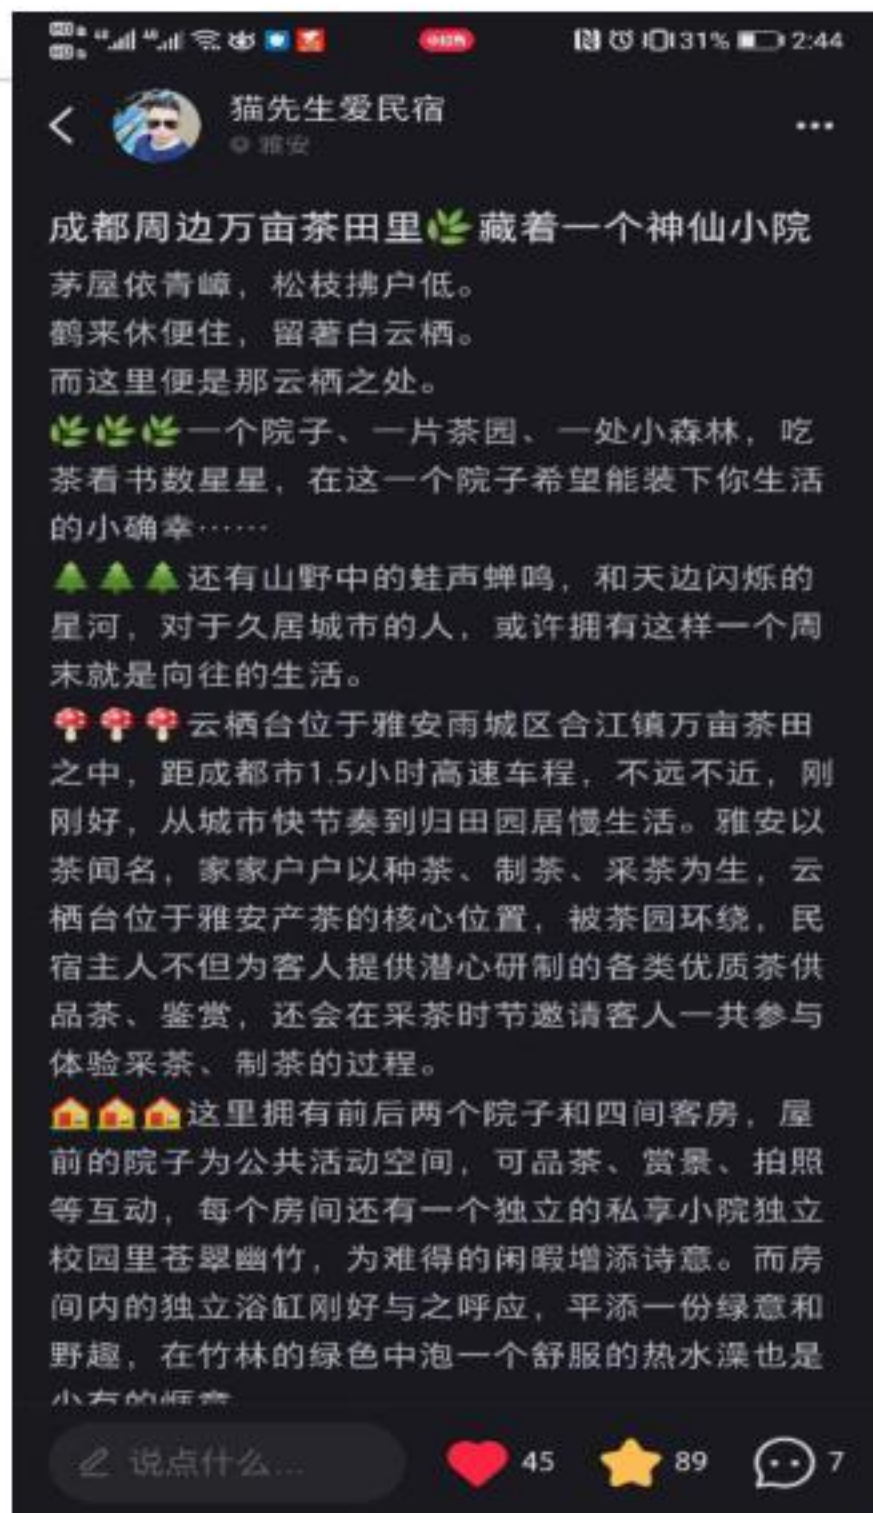 31% 2:44
猫先生爱民宿
雅安
成都周边万亩茶田里🌿藏着一个神仙小院
茅屋依青嶂，松枝拂户低。
鹤来休便住，留著白云栖。
而这里便是那云栖之处。
🌿🌿🌿一个院子、一片茶园、一处小森林，吃
茶看书数星星，在这一个院子希望能装下你生活
的小确幸……
🌲🌲🌲还有山野中的蛙声蝉鸣，和天边闪烁的
星河，对于久居城市的人，或许拥有这样一个周
末就是向往的生活。
🍄🍄🍄云栖台位于雅安雨城区合江镇万亩茶田
之中，距成都市1.5小时高速车程，不远不近，刚
刚好，从城市快节奏到归田园居慢生活。雅安以
茶闻名，家家户户以种茶、制茶、采茶为生，云
栖台位于雅安产茶的核心位置，被茶园环绕，民
宿主人不但为客人提供潜心研制的各类优质茶供
品茶、鉴赏，还会在采茶时节邀请客人一共参与
体验采茶、制茶的过程。
🏠🏠🏠这里拥有前后两个院子和四间客房，屋
前的院子为公共活动空间，可品茶、赏景、拍照
等互动，每个房间还有一个独立的私享小院独立
校园里苍翠幽竹，为难得的闲暇增添诗意。而房
间内的独立浴缸刚好与之呼应，平添一份绿意和
野趣，在竹林的绿色中泡一个舒服的热水澡也是
说点什么...
45
89
7